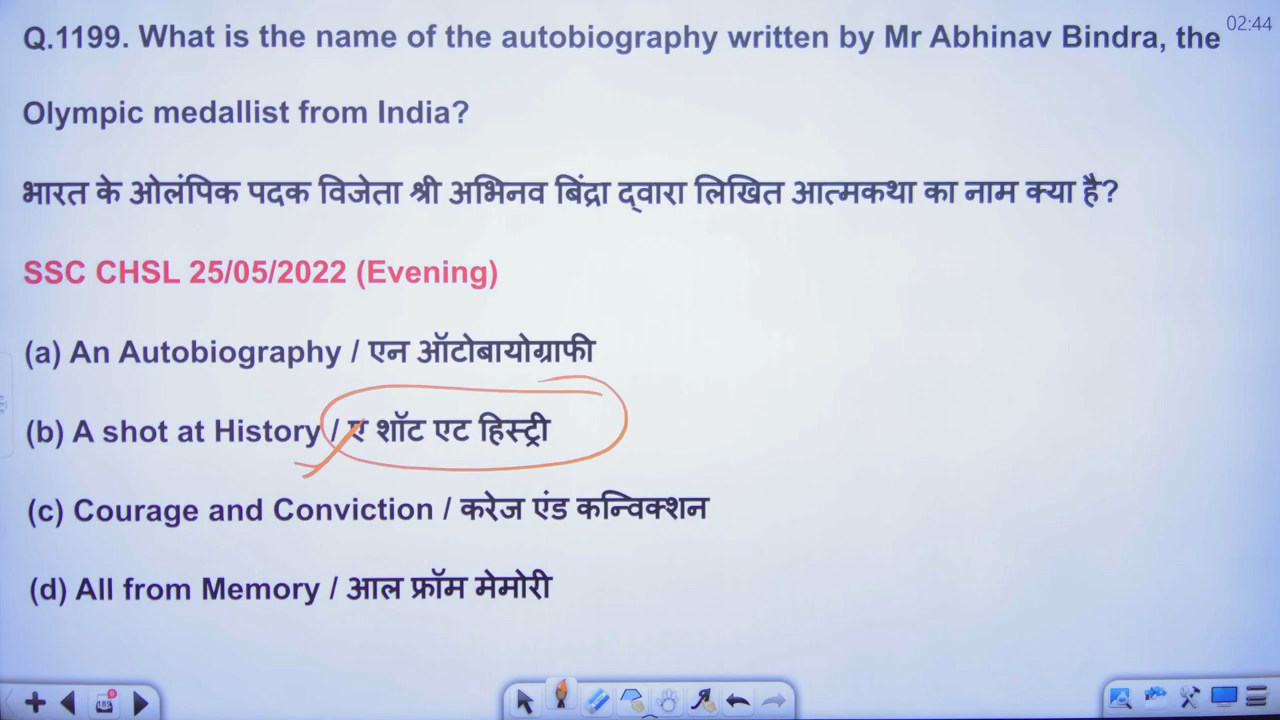 02:44
Q.1199. What is the name of the autobiography written by Mr Abhinav Bindra, the
Olympic medallist from India?
भारत के ओलंपिक पदक विजेता श्री अभिनव बिंद्रा द्वारा लिखित आत्मकथा का नाम क्या है?
SSC CHSL 25/05/2022 (Evening)
(a) An Autobiography / एन ऑटोबायोग्राफी
(b) A shot at History / ए शॉट एट हिस्ट्री
(c) Courage and Conviction / करेज एंड कन्विक्शन
(d) All from Memory / आल फ्रॉम मेमोरी